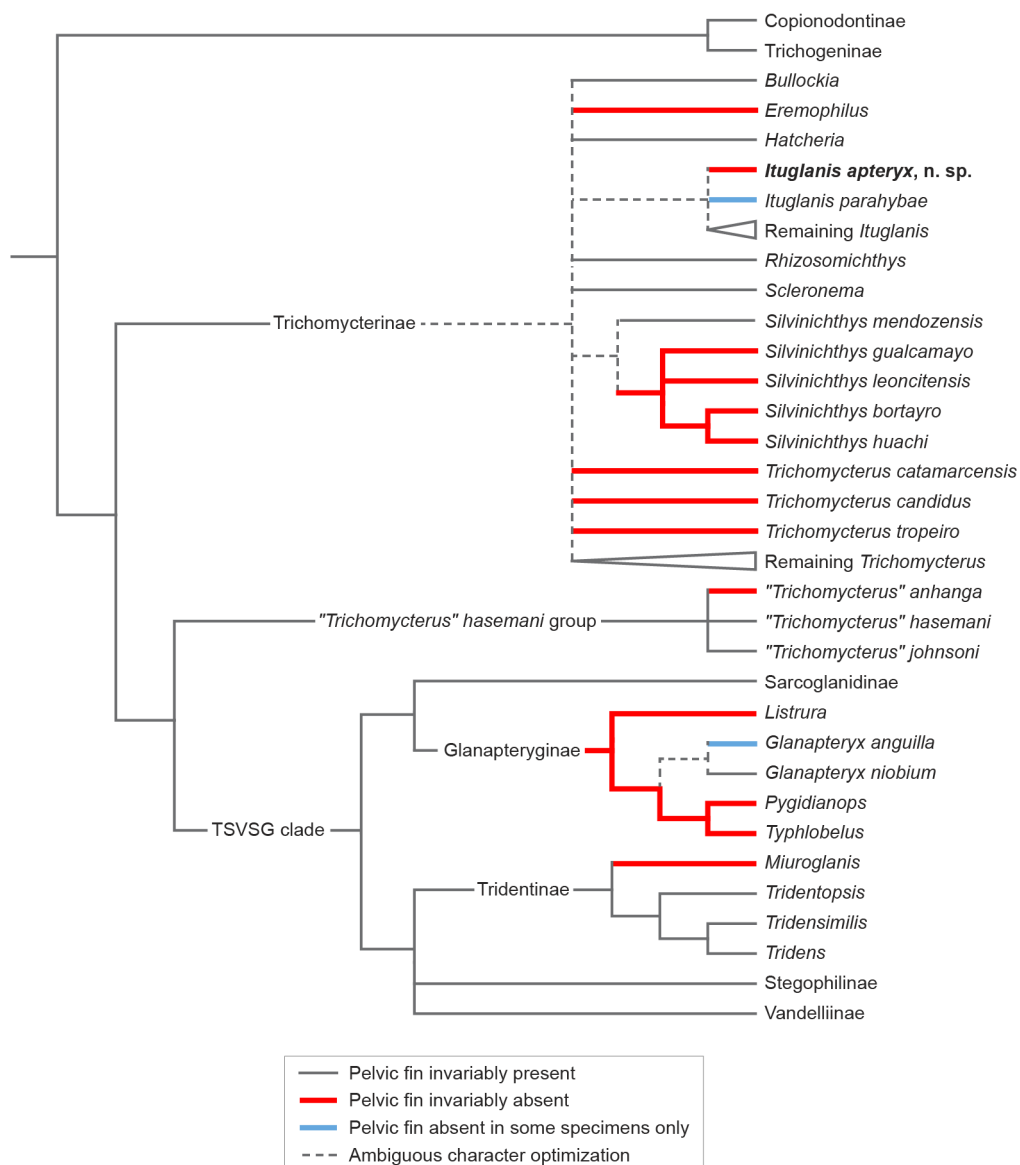 Copionodontinae
Trichogeninae
Bullockia
Eremophilus
Hatcheria
Ituglanis apteryx, n. sp.
Ituglanis parahybae
Remaining Ituglanis
Rhizosomichthys
Scleronema
Trichomycterinae
Silvinichthys mendozensis
Silvinichthys gualcamayo
Silvinichthys leoncitensis
Silvinichthys bortayro
Silvinichthys huachi
Trichomycterus catamarcensis
Trichomycterus candidus
Trichomycterus tropeiro
Remaining Trichomycterus
"Trichomycterus" anhanga
"Trichomycterus" hasemani group
"Trichomycterus" hasemani
"Trichomycterus" johnsoni
Sarcoglanidinae
Listrura
Glanapteryginae
Glanapteryx anguilla
Glanapteryx niobium
Pygidianops
TSVSG clade
Typhlobelus
Miuroglanis
Tridentinae
Tridentopsis
Tridensimilis
Tridens
Stegophilinae
Vandelliinae
Pelvic fin invariably present
Pelvic fin invariably absent
Pelvic fin absent in some specimens only
Ambiguous character optimization